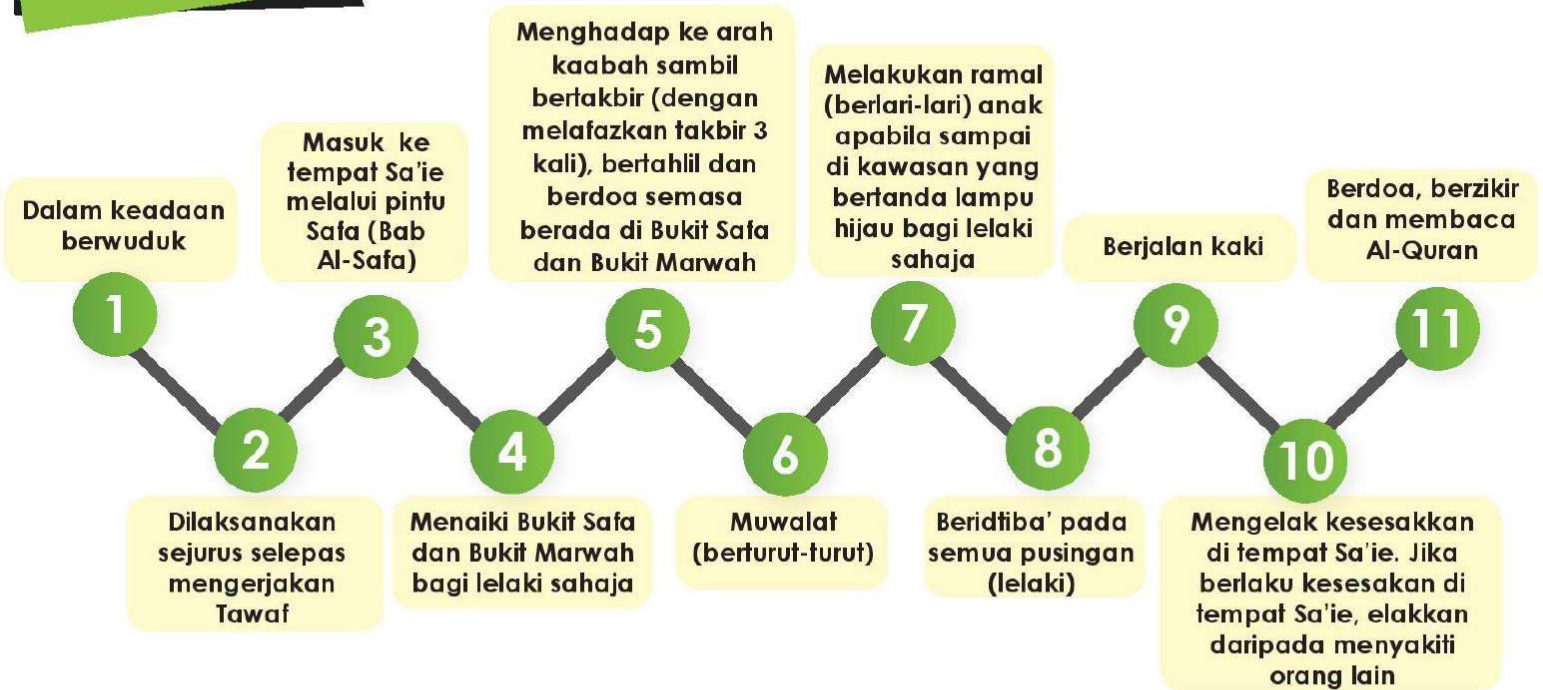 Dalam keadaan
berwuduk
1
2
Dilaksanakan
sejurus selepas
mengerjakan
Tawaf
Masuk ke
tempat Sa'ie
melalui pintu
Safa (Bab
Al-Safa)
3
4
Menaiki Bukit Safa
dan Bukit Marwah
bagi lelaki sahaja
Menghadap ke arah
kaabah sambil
bertakbir (dengan
melafazkan takbir 3
kali), bertahlil dan
berdoa semasa
berada di Bukit Safa
dan Bukit Marwah
5
6
Muwalat
(berturut-turut)
Melakukan ramal
(berlari-lari) anak
apabila sampai
di kawasan yang
bertanda lampu
hijau bagi lelaki
sahaja
7
8
Beridtiba' pada
semua pusingan
(lelaki)
Berjalan kaki
9
10
Mengelak kesesakkan
di tempat Sa'ie. Jika
berlaku kesesakan di
tempat Sa'ie, elakkan
daripada menyakiti
orang lain
Berdoa, berzikir
dan membaca
Al-Quran
11